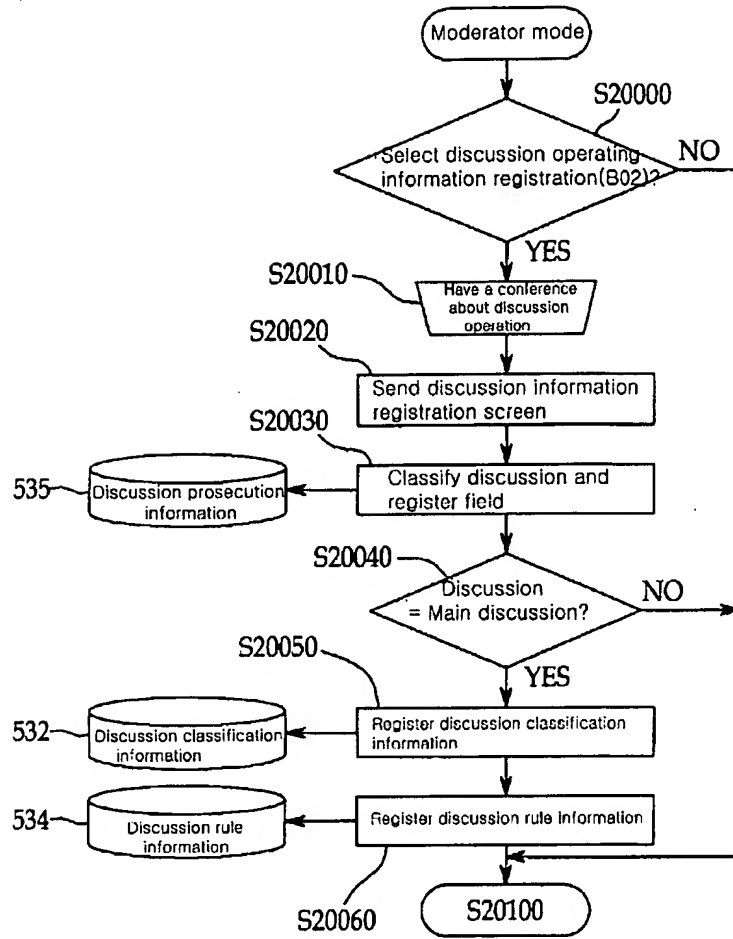 Moderator mode
S20000
Select discussion operating
information registration(B02)?
NO
YES
S20010
Have a conference
about discussion
operation
S20020
Send discussion information
registration screen
S20030
Classify discussion and
register field
535
Discussion prosecution
information
S20040
Discussion
= Main discussion?
NO
YES
S20050
Register discussion classification
information
532
Discussion classification
information
534
Discussion rule
information
Register discussion rule information
S20060
S20100